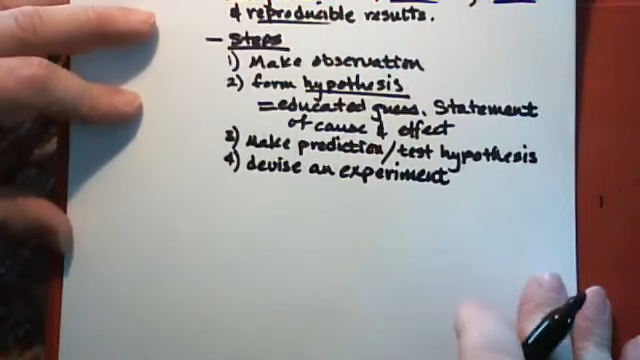 & reproducible results.
- Steps
1) Make observation
2) form hypothesis
= educated guess. Statement
of cause & effect
3) Make prediction/test hypothesis
4) devise an experiment